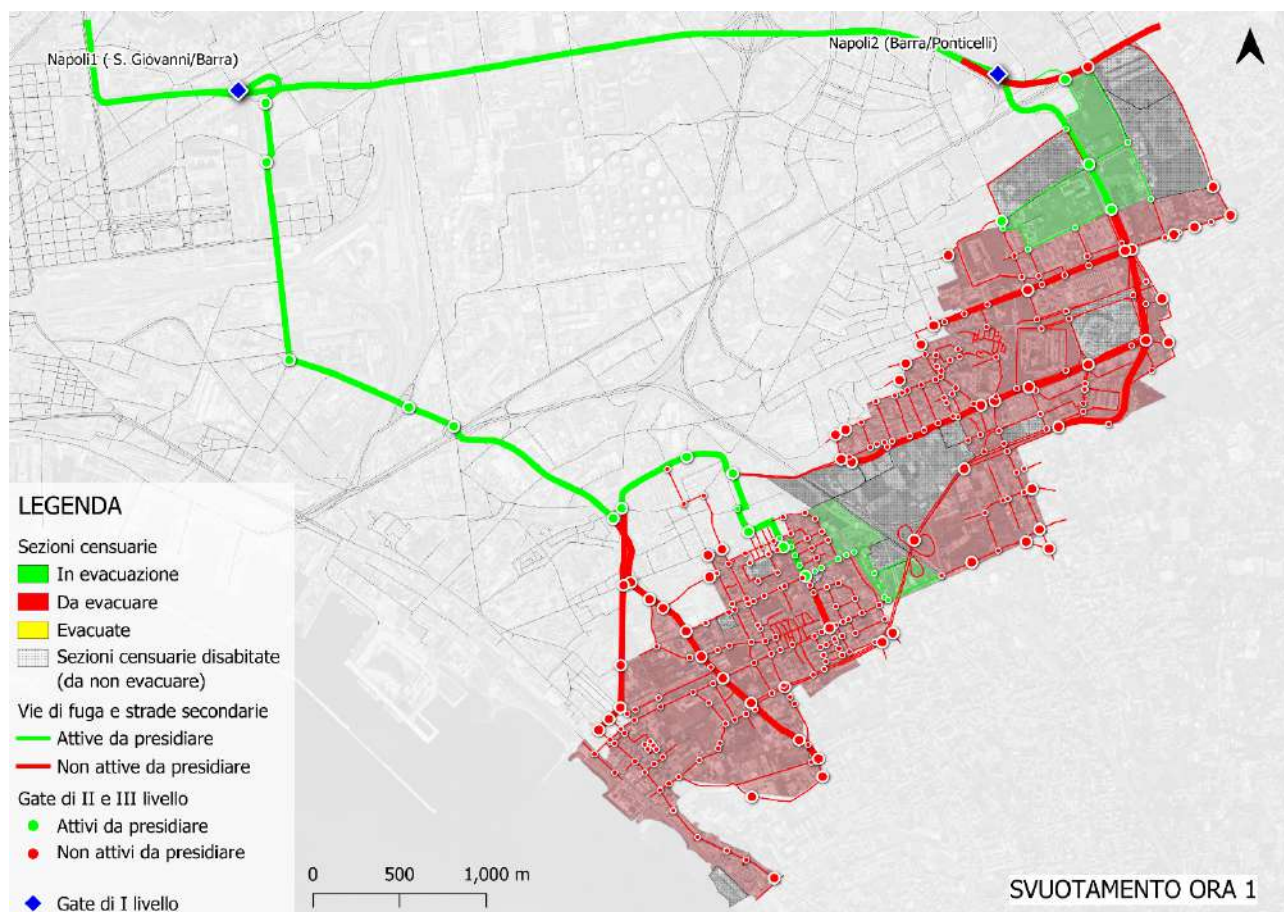 Napoli1 ( S. Giovanni/Barra)
Napoli2 (Barra/Ponticelli)
LEGENDA
Sezioni censuarie
In evacuazione
Da evacuare
Evacuate
Sezioni censuarie disabitate
(da non evacuare)
Vie di fuga e strade secondarie
Attive da presidiare
Non attive da presidiare
Gate di II e III livello
Attivi da presidiare
Non attivi da presidiare
Gate di I livello
0 500 1,000 m
SVUOTAMENTO ORA 1